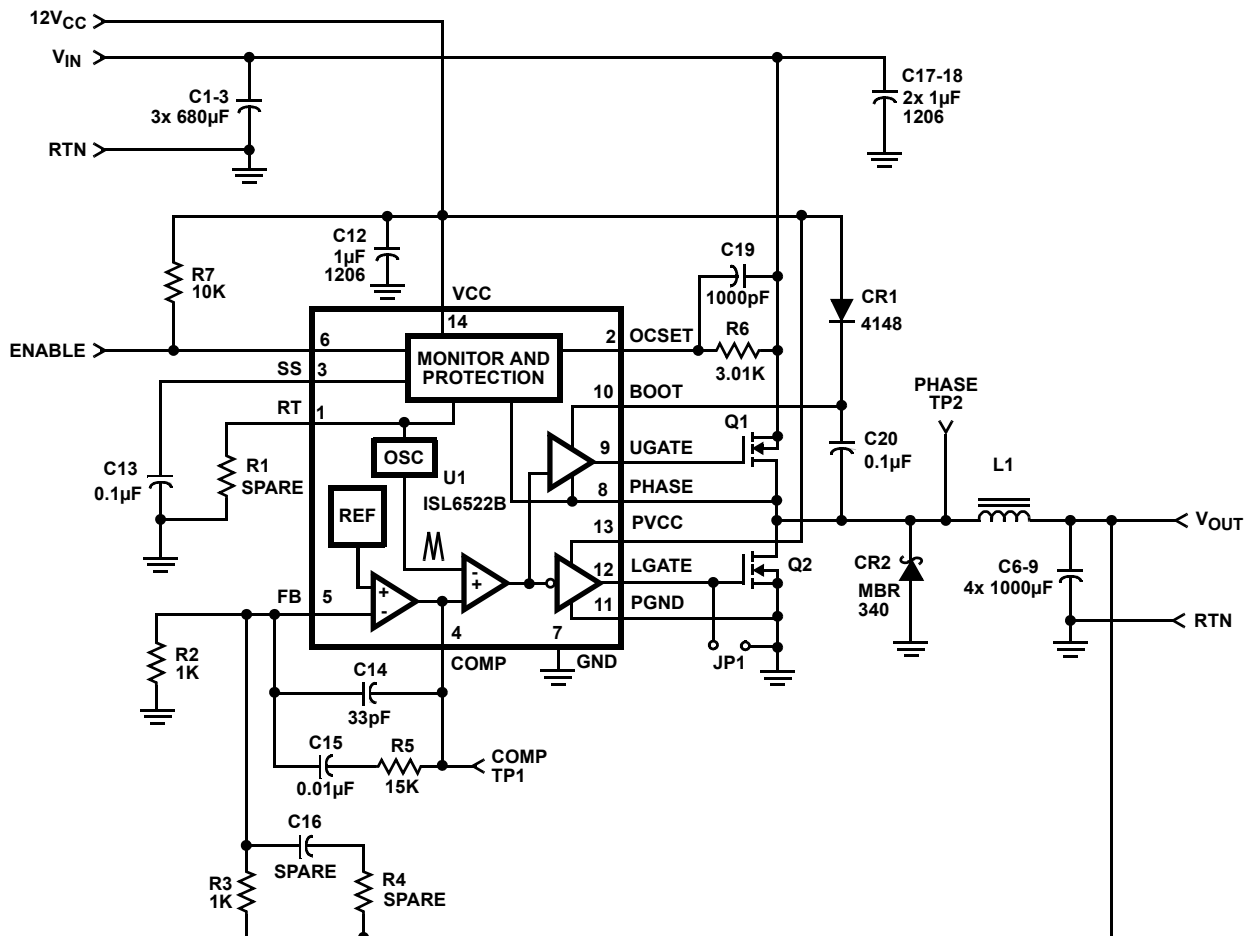 12VCC
VIN
C1-3
3x 680µF
RTN
C17-18
2x 1µF
1206
C12
1µF
1206
R7
10K
C19
1000pF
VCC
14
CR1
4148
ENABLE
6
MONITOR AND
PROTECTION
2
OCSET
R6
3.01K
SS
3
10
BOOT
PHASE
TP2
RT
1
Q1
C20
0.1µF
OSC
9
UGATE
L1
C13
0.1µF
R1
SPARE
U1
ISL6522B
8
PHASE
REF
13
PVCC
VOUT
12
LGATE
Q2
CR2
MBR
340
C6-9
4x 1000µF
+
-
-
+
11
PGND
RTN
FB
5
4
COMP
7
GND
JP1
R2
1K
C14
33pF
C15
0.01µF
R5
15K
COMP
TP1
C16
SPARE
R3
1K
R4
SPARE